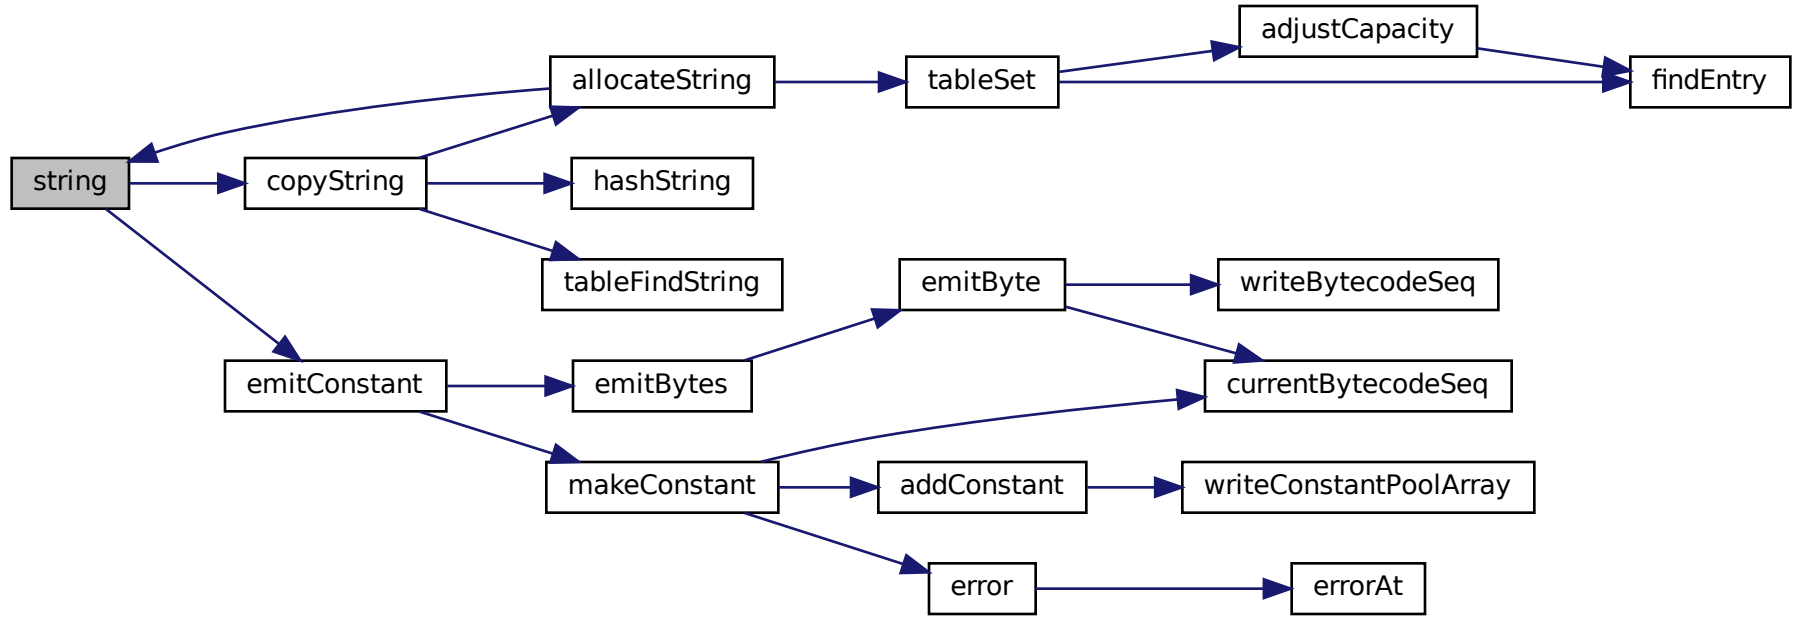 adjustCapacity
allocateString
tableSet
findEntry
string
copyString
hashString
tableFindString
emitByte
writeBytecodeSeq
emitConstant
emitBytes
currentBytecodeSeq
makeConstant
addConstant
writeConstantPoolArray
error
errorAt